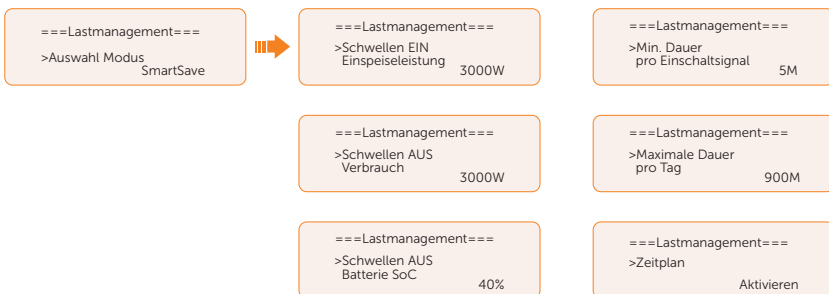 ===Lastmanagement===
>Auswahl Modus
SmartSave
===Lastmanagement===
>Schwellen EIN
Einspeiseleistung
3000W
===Lastmanagement===
>Min. Dauer
pro Einschaltsignal
5M
===Lastmanagement===
>Schwellen AUS
Verbrauch
3000W
===Lastmanagement===
>Maximale Dauer
pro Tag
900M
===Lastmanagement===
>Schwellen AUS
Batterie SoC
40%
===Lastmanagement===
>Zeitplan
Aktivieren